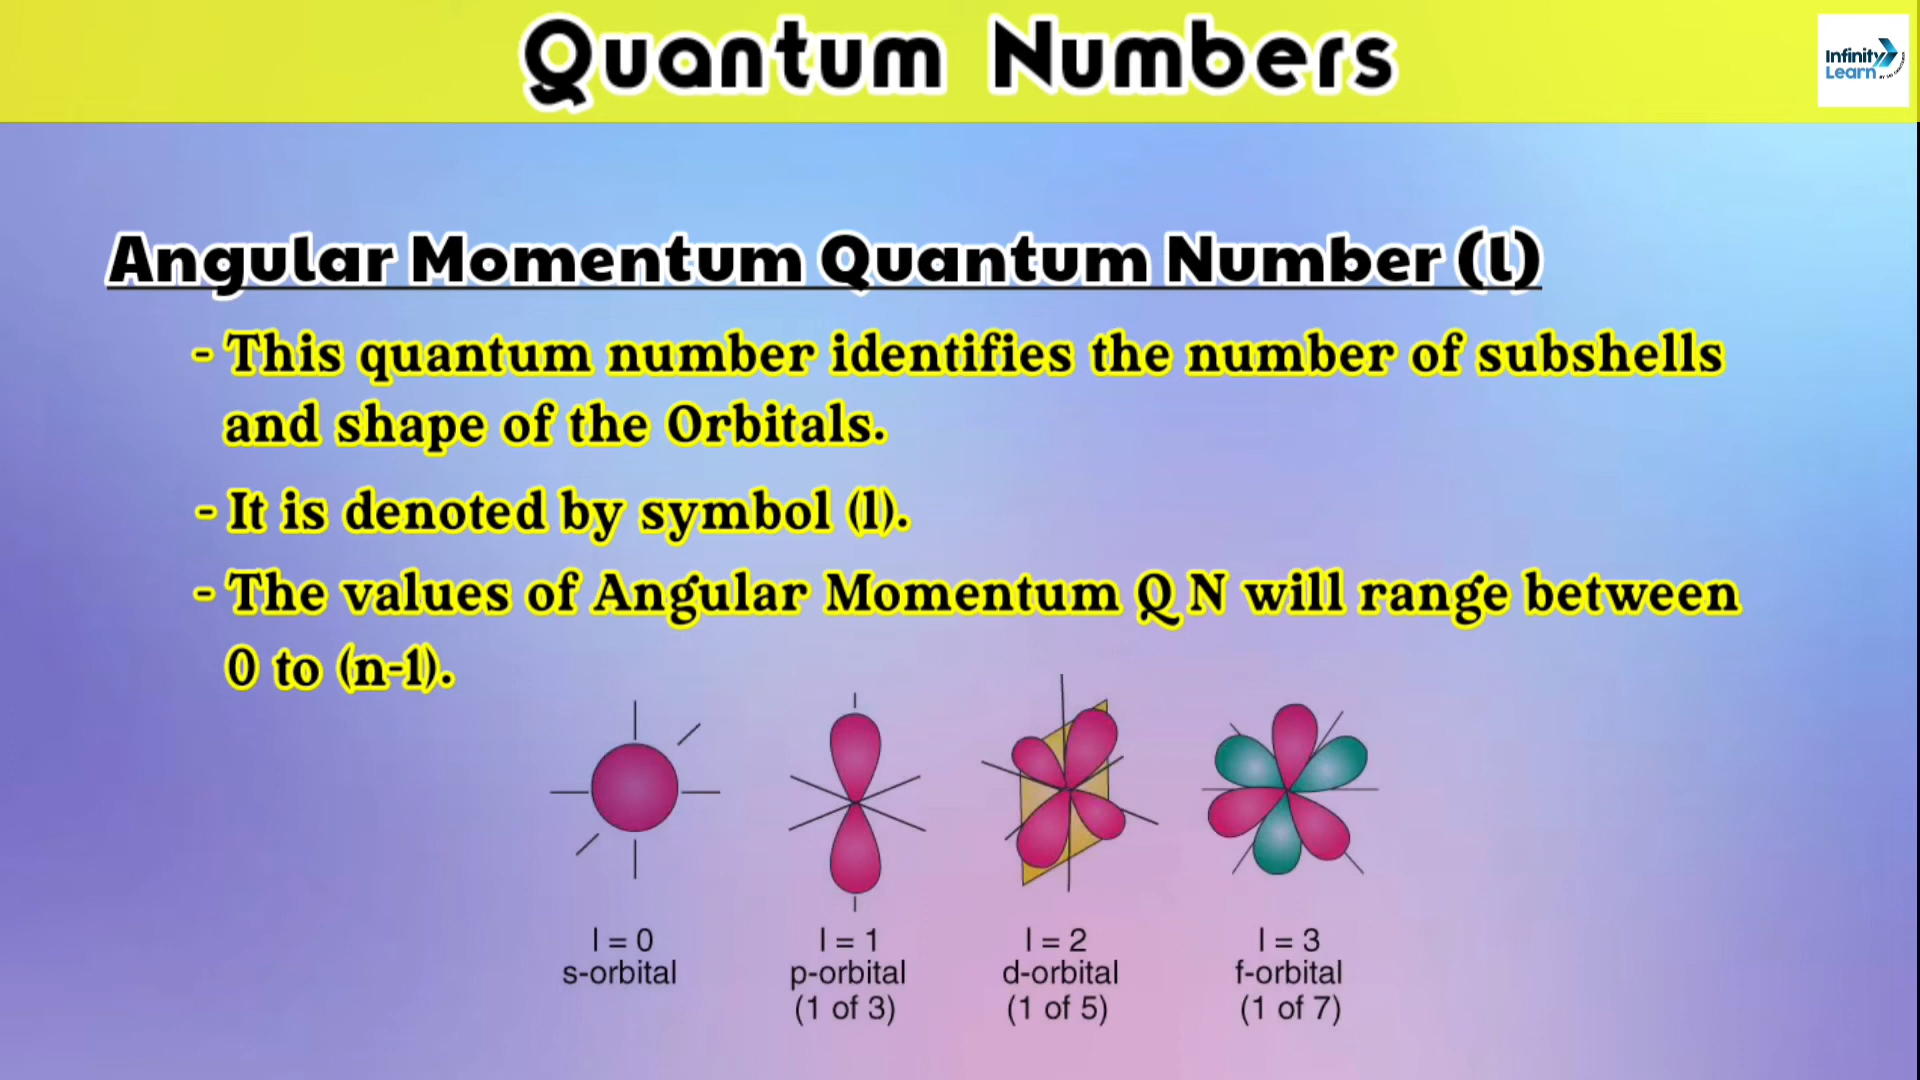 Quantum Numbers
Infinity
Learn
Angular Momentum Quantum Number (l)
- This quantum number identifies the number of subshells
and shape of the Orbitals.
- It is denoted by symbol (l).
- The values of Angular Momentum Q N will range between
0 to (n-1).
l = 0
s-orbital
l = 1
p-orbital
(1 of 3)
l = 2
d-orbital
(1 of 5)
l = 3
f-orbital
(1 of 7)